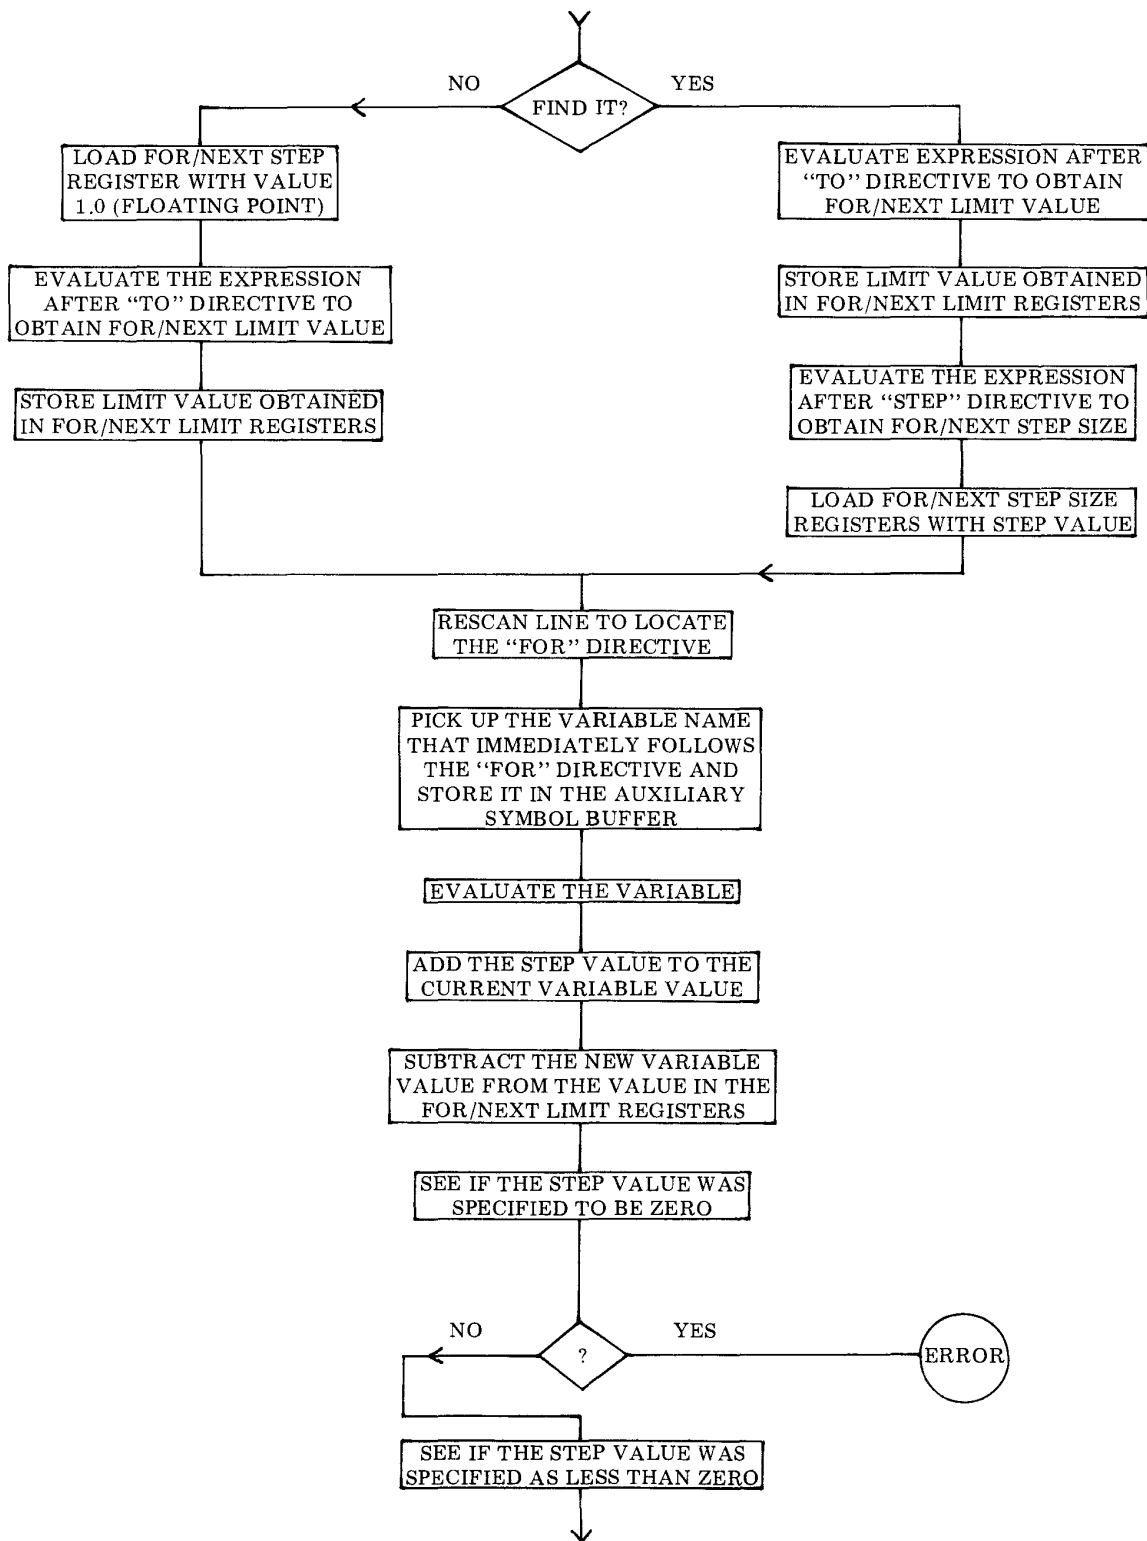 NO
YES
FIND IT?
LOAD FOR/NEXT STEP
REGISTER WITH VALUE
1.0 (FLOATING POINT)
EVALUATE THE EXPRESSION
AFTER “TO” DIRECTIVE TO
OBTAIN FOR/NEXT LIMIT VALUE
STORE LIMIT VALUE OBTAINED
IN FOR/NEXT LIMIT REGISTERS
EVALUATE EXPRESSION AFTER
“TO” DIRECTIVE TO OBTAIN
FOR/NEXT LIMIT VALUE
STORE LIMIT VALUE OBTAINED
IN FOR/NEXT LIMIT REGISTERS
EVALUATE THE EXPRESSION
AFTER “STEP” DIRECTIVE TO
OBTAIN FOR/NEXT STEP SIZE
LOAD FOR/NEXT STEP SIZE
REGISTERS WITH STEP VALUE
RESCAN LINE TO LOCATE
THE “FOR” DIRECTIVE
PICK UP THE VARIABLE NAME
THAT IMMEDIATELY FOLLOWS
THE “FOR” DIRECTIVE AND
STORE IT IN THE AUXILIARY
SYMBOL BUFFER
EVALUATE THE VARIABLE
ADD THE STEP VALUE TO THE
CURRENT VARIABLE VALUE
SUBTRACT THE NEW VARIABLE
VALUE FROM THE VALUE IN THE
FOR/NEXT LIMIT REGISTERS
SEE IF THE STEP VALUE WAS
SPECIFIED TO BE ZERO
NO
YES
?
ERROR
SEE IF THE STEP VALUE WAS
SPECIFIED AS LESS THAN ZERO